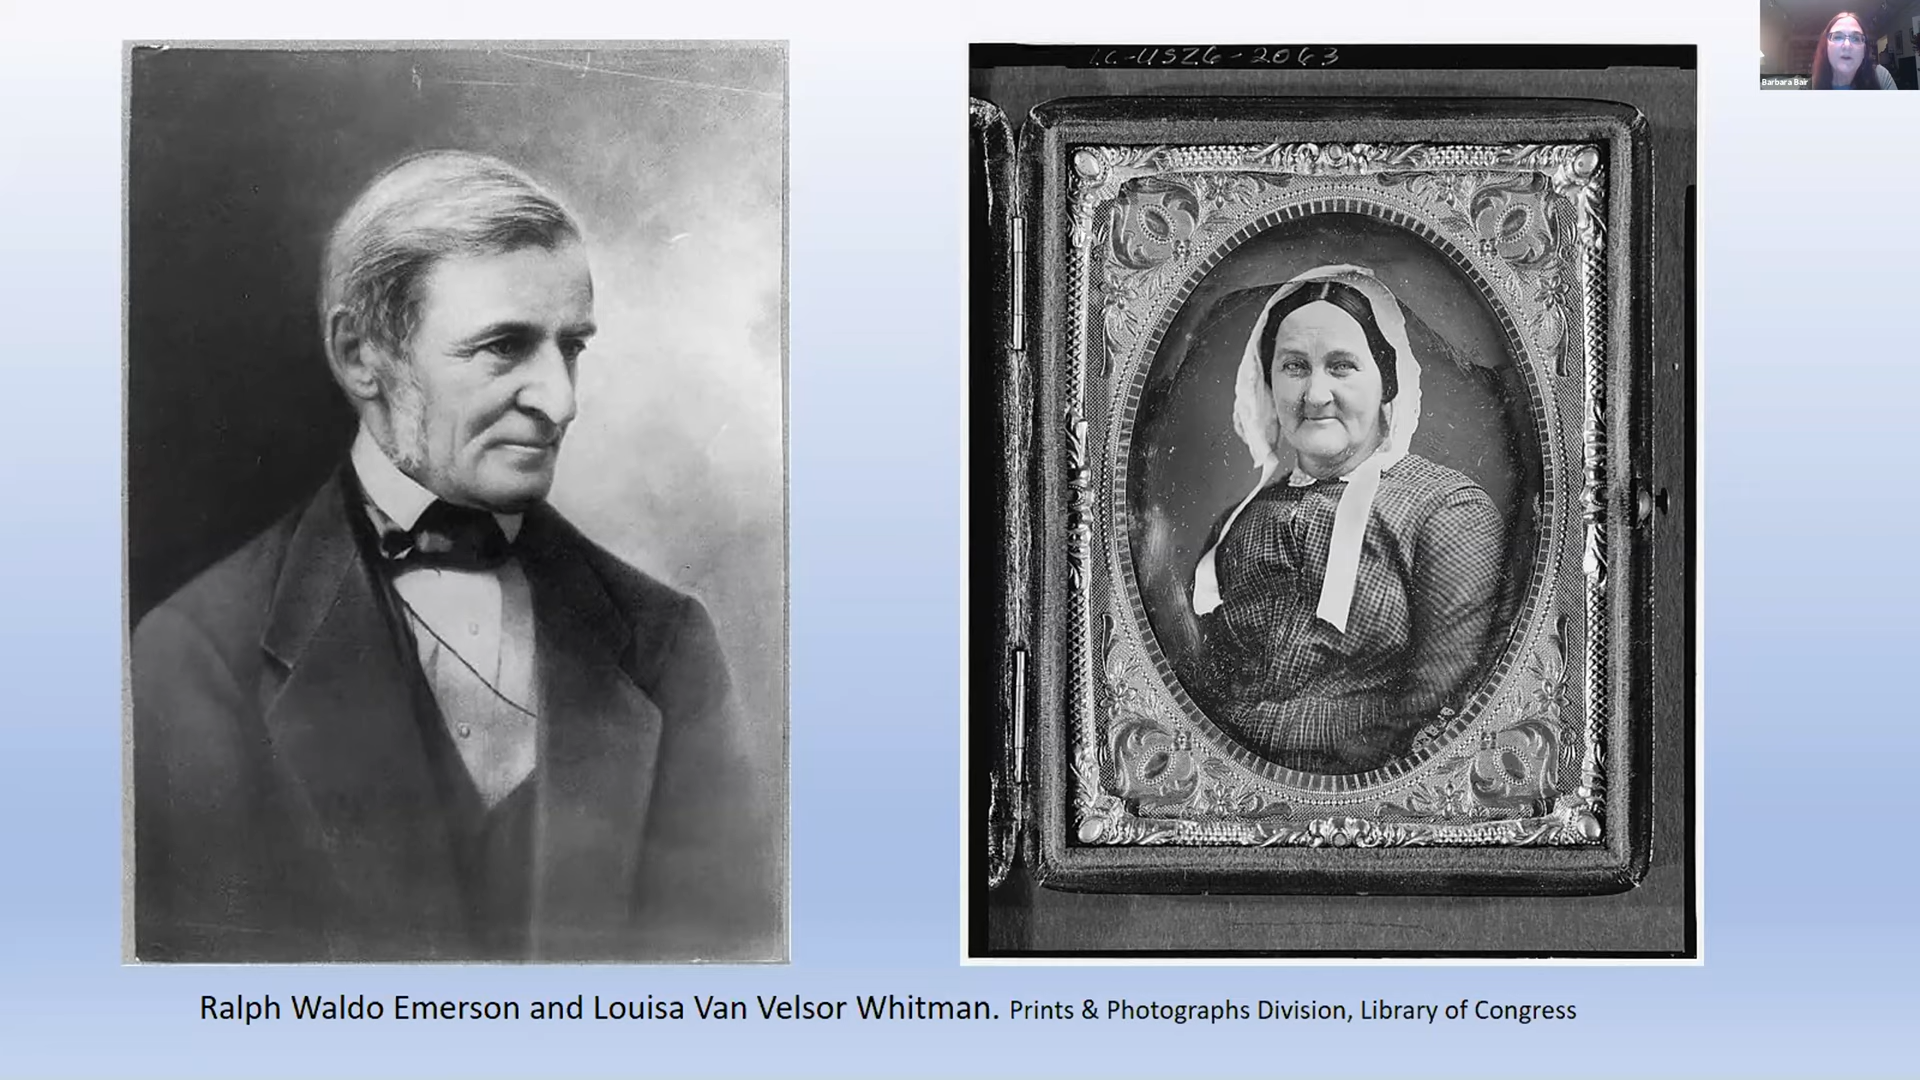 LC-USZ6-2063
Barbara Bair
Ralph Waldo Emerson and Louisa Van Velsor Whitman. Prints & Photographs Division, Library of Congress